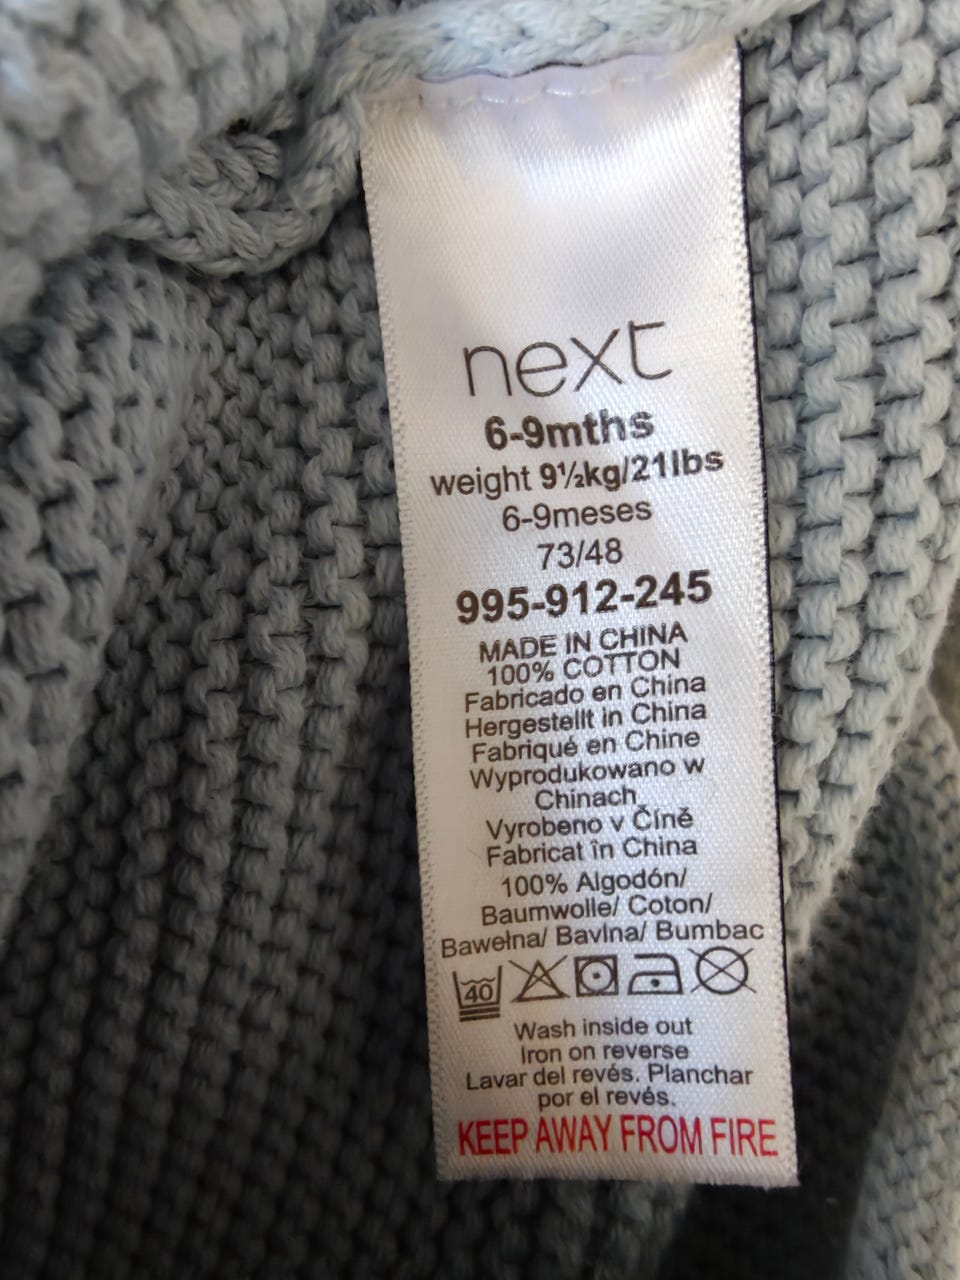 next
6-9mths
weight 9½kg/21lbs
6-9meses
73/48
995-912-245
MADE IN CHINA
100% COTTON
Fabricado en China
Hergestellt in China
Fabriqué en Chine
Wyprodukowano w
Chinach
Vyrobeno v Číně
Fabricat în China
100% Algodón/
Baumwolle/ Coton/
Bawełna/ Bavlna/ Bumbac
40
Wash inside out
Iron on reverse
Lavar del revés. Planchar
por el revés.
KEEP AWAY FROM FIRE